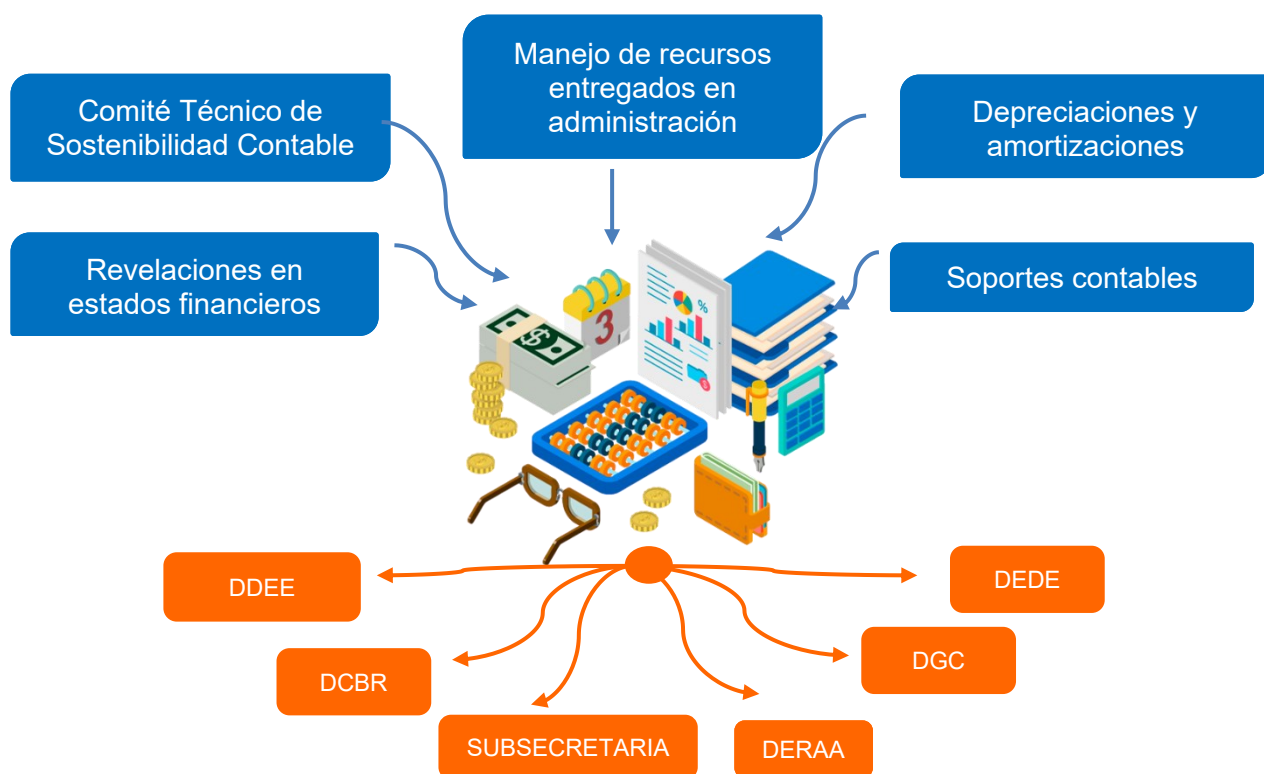 Manejo de recursos
entregados en
administración
Comité Técnico de
Sostenibilidad Contable
Depreciaciones y
amortizaciones
Revelaciones en
estados financieros
Soportes contables
%
3
$
$
DDEE
DEDE
DCBR
DGC
SUBSECRETARIA
DERAA